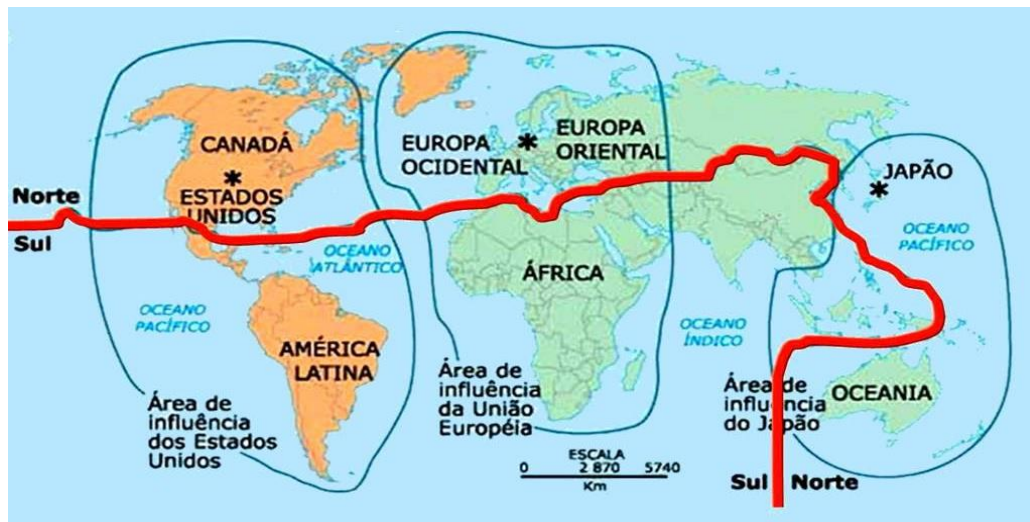 CANADÁ
ESTADOS
UNIDOS
EUROPA
OCIDENTAL
EUROPA
ORIENTAL
JAPÃO
Norte
Sul
OCEANO
ATLÂNTICO
OCEANO
PACÍFICO
OCEANO
PACÍFICO
ÁFRICA
OCEANO
ÍNDICO
AMÉRICA
LATINA
OCEANIA
Área de
influência
dos Estados
Unidos
Área de
influência
da União
Européia
Área de
influência
do Japão
ESCALA
0 2 870 5740
Km
Sul Norte